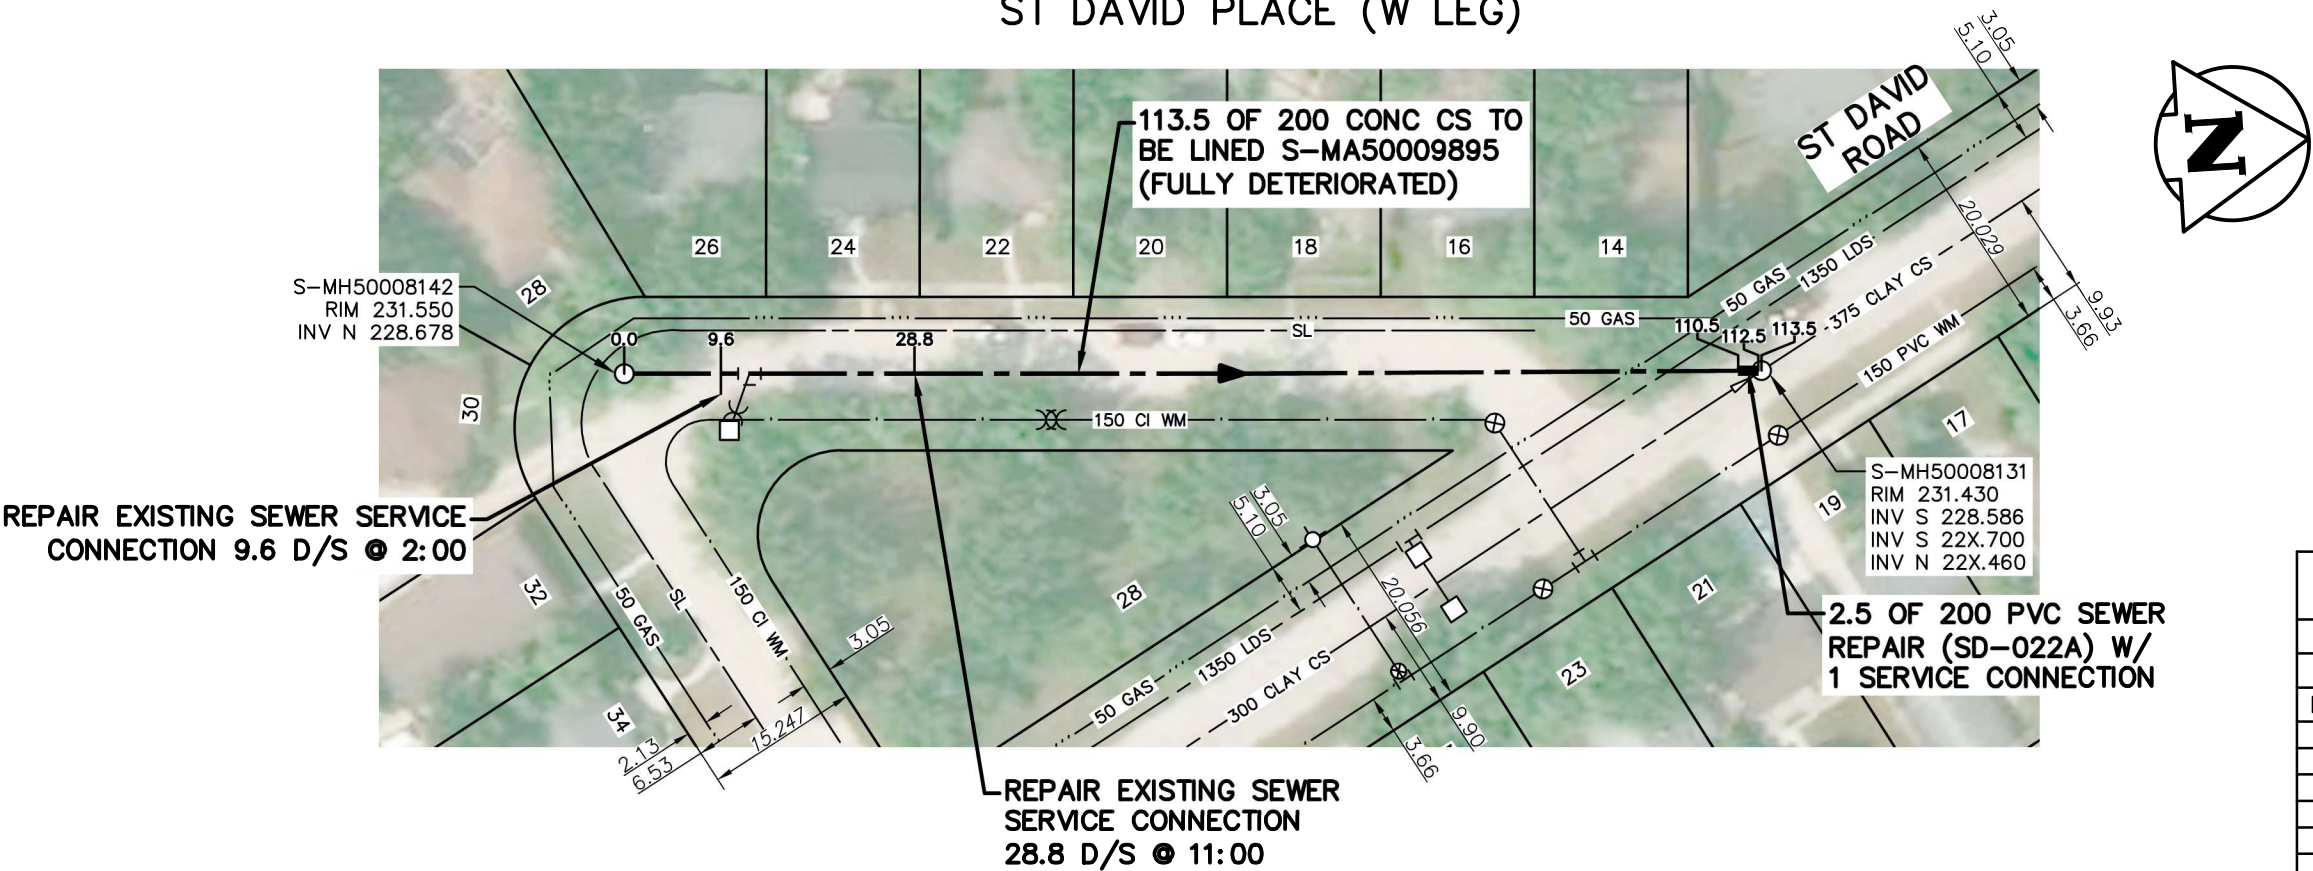 ST DAVID PLACE (W LEG)
3.05
5.10
ST DAVID
ROAD
N
113.5 OF 200 CONC CS TO
BE LINED S-MA50009895
(FULLY DETERIORATED)
26
24
22
20
18
16
14
20.029
S-MH50008142
RIM 231.550
INV N 228.678
28
50 GAS
1350 LDS
375 CLAY CS
9.93
3.66
0.0
9.6
28.8
SL
50 GAS
110.5
112.5
113.5
150 PVC WM
30
150 CI WM
17
S-MH50008131
RIM 231.430
INV S 228.586
INV S 22X.700
INV N 22X.460
19
REPAIR EXISTING SEWER SERVICE
CONNECTION 9.6 D/S @ 2:00
3.05
5.10
32
50 GAS
SL
150 CI WM
3.05
28
20.056
21
2.5 OF 200 PVC SEWER
REPAIR (SD-022A) W/
1 SERVICE CONNECTION
50 GAS
1350 LDS
300 CLAY CS
23
34
2.13
6.53
15.247
9.90
3.66
REPAIR EXISTING SEWER
SERVICE CONNECTION
28.8 D/S @ 11:00